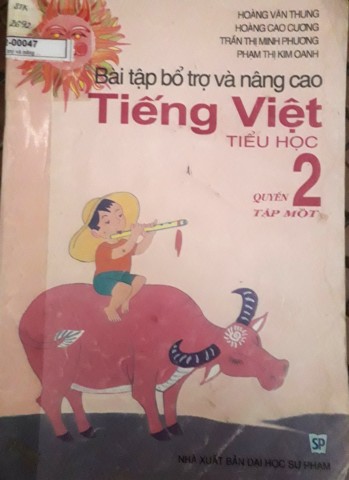 HOÀNG VĂN THUNG
HOÀNG CAO CƯƠNG
TRẦN THỊ MINH PHƯƠNG
PHẠM THỊ KIM OANH
-00047
Bài tập bổ trợ và nâng cao
Tiếng Việt
TIỂU HỌC
QUYỂN 2
TẬP MỘT
SP
NHÀ XUẤT BẢN ĐẠI HỌC SƯ PHẠM